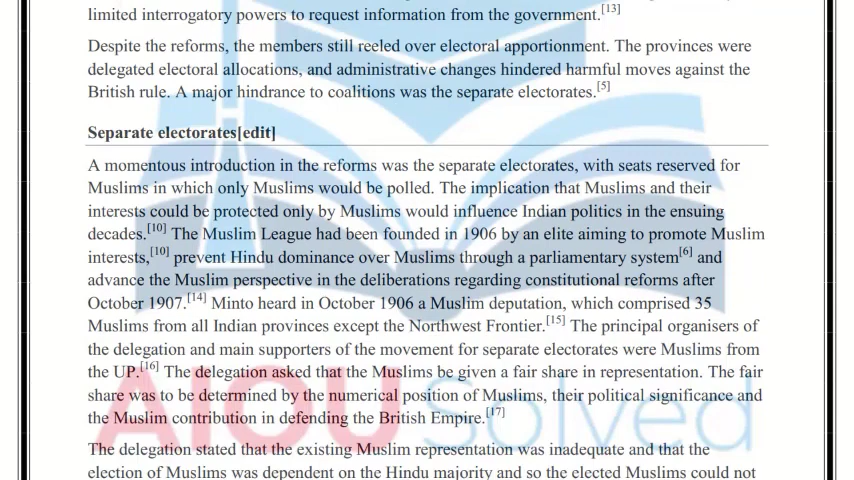 limited interrogatory powers to request information from the government.[13]
Despite the reforms, the members still reeled over electoral apportionment. The provinces were
delegated electoral allocations, and administrative changes hindered harmful moves against the
British rule. A major hindrance to coalitions was the separate electorates.[5]
Separate electorates[edit]
A momentous introduction in the reforms was the separate electorates, with seats reserved for
Muslims in which only Muslims would be polled. The implication that Muslims and their
interests could be protected only by Muslims would influence Indian politics in the ensuing
decades.[10] The Muslim League had been founded in 1906 by an elite aiming to promote Muslim
interests,[10] prevent Hindu dominance over Muslims through a parliamentary system[6] and
advance the Muslim perspective in the deliberations regarding constitutional reforms after
October 1907.[14] Minto heard in October 1906 a Muslim deputation, which comprised 35
Muslims from all Indian provinces except the Northwest Frontier.[15] The principal organisers of
the delegation and main supporters of the movement for separate electorates were Muslims from
the UP.[16] The delegation asked that the Muslims be given a fair share in representation. The fair
share was to be determined by the numerical position of Muslims, their political significance and
the Muslim contribution in defending the British Empire.[17]
AIOU Solved
The delegation stated that the existing Muslim representation was inadequate and that the
election of Muslims was dependent on the Hindu majority and so the elected Muslims could not